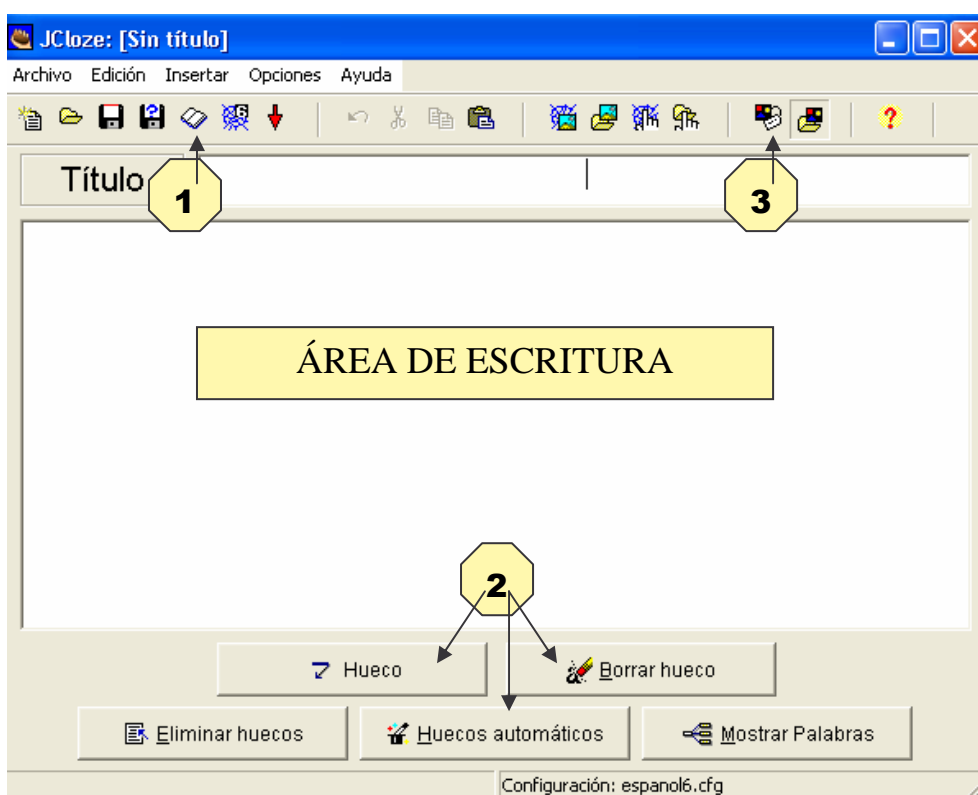 JCloze: [Sin título]
Archivo Edición Insertar Opciones Ayuda
Título
1
3
ÁREA DE ESCRITURA
2
Hueco
Borrar hueco
Eliminar huecos
Huecos automáticos
Mostrar Palabras
Configuración: espanol6.cfg